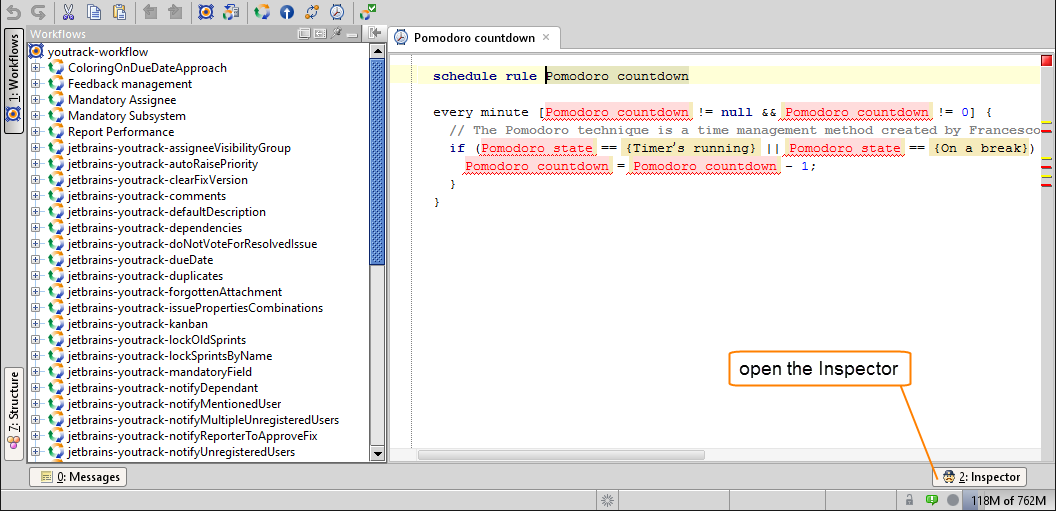 Workflows
Pomodoro countdown
1: Workflows
youtrack-workflow
ColoringOnDueDateApproach
Feedback management
Mandatory Assignee
Mandatory Subsystem
Report Performance
jetbrains-youtrack-assigneeVisibilityGroup
jetbrains-youtrack-autoRaisePriority
jetbrains-youtrack-clearFixVersion
jetbrains-youtrack-comments
jetbrains-youtrack-defaultDescription
jetbrains-youtrack-dependencies
jetbrains-youtrack-doNotVoteForResolvedIssue
jetbrains-youtrack-dueDate
jetbrains-youtrack-duplicates
jetbrains-youtrack-forgottenAttachment
jetbrains-youtrack-issuePropertiesCombinations
jetbrains-youtrack-kanban
jetbrains-youtrack-lockOldSprints
jetbrains-youtrack-lockSprintsByName
jetbrains-youtrack-mandatoryField
jetbrains-youtrack-notifyDependant
jetbrains-youtrack-notifyMentionedUser
jetbrains-youtrack-notifyMultipleUnregisteredUsers
jetbrains-youtrack-notifyReporterToApproveFix
jetbrains-youtrack-notifyUnregisteredUsers
7: Structure
schedule rule Pomodoro countdown
every minute [Pomodoro countdown != null && Pomodoro countdown != 0] {
// The Pomodoro technique is a time management method created by Francesco
if (Pomodoro state == {Timer's running} || Pomodoro state == {On a break})
Pomodoro countdown = Pomodoro countdown - 1;
}
}
open the Inspector
0: Messages
2: Inspector
118M of 762M